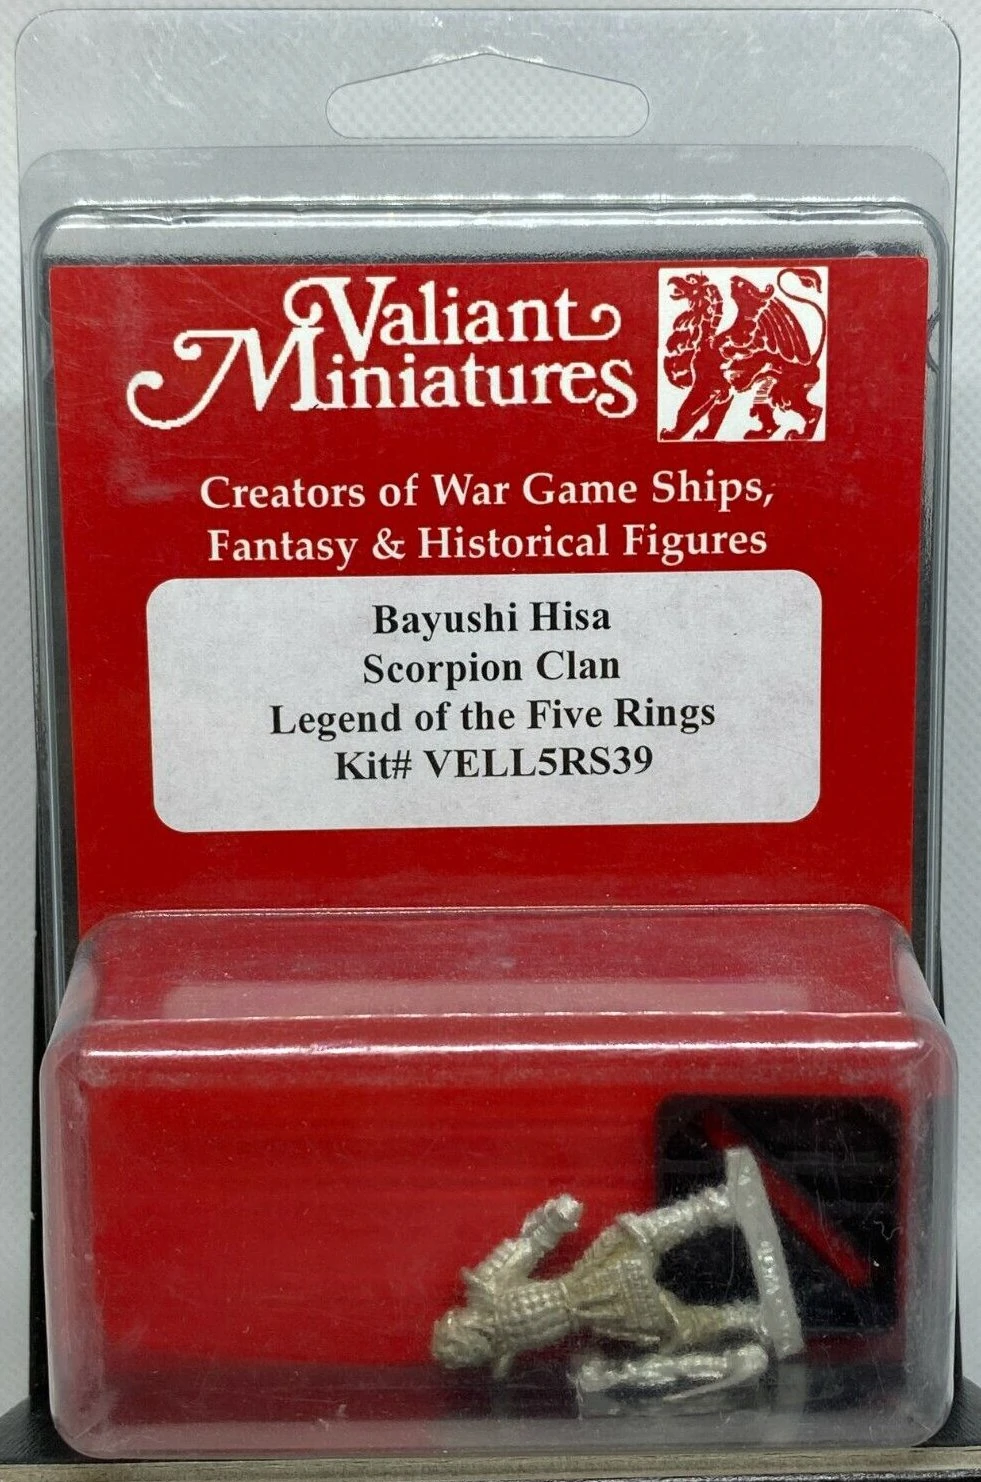 Valiant
Miniatures
Creators of War Game Ships,
Fantasy & Historical Figures
Bayushi Hisa
Scorpion Clan
Legend of the Five Rings
Kit# VELL5RS39